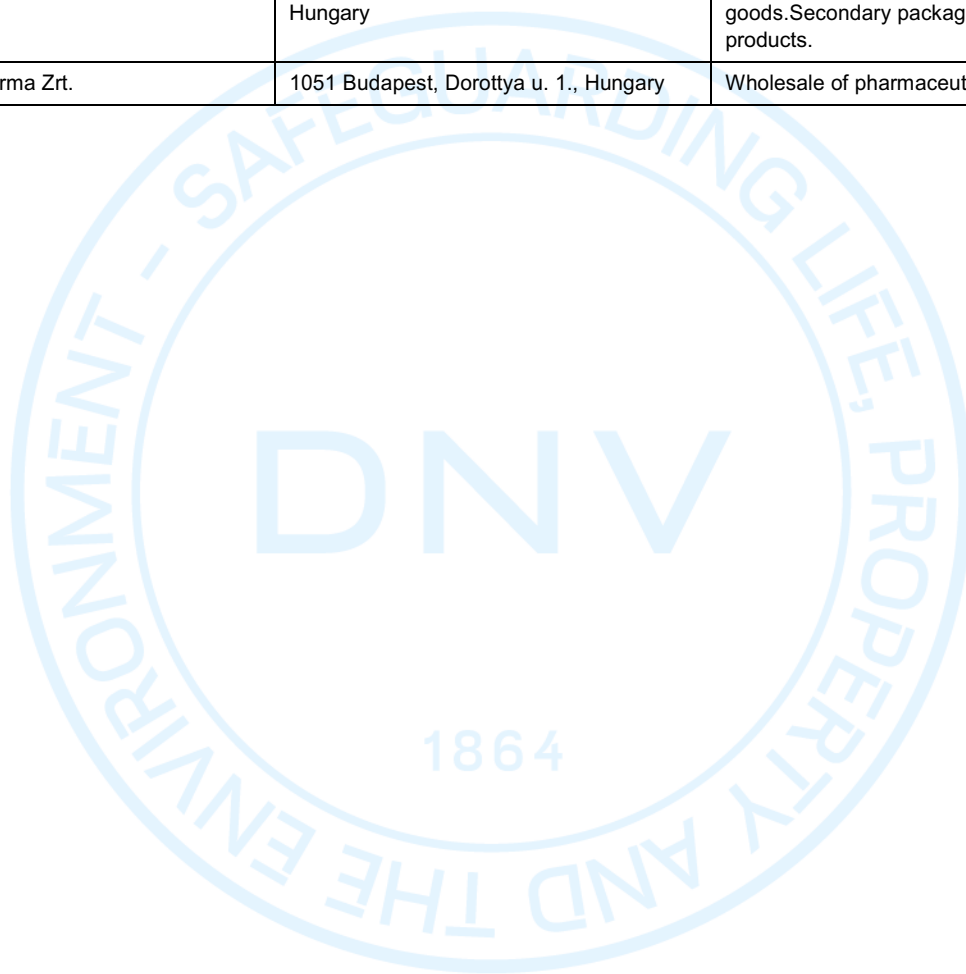 Hungary
goods.Secondary packag
products.
rma Zrt.
1051 Budapest, Dorottya u. 1., Hungary
Wholesale of pharmaceut
SAFEGUARDING LIFE, PROPERTY AND THE ENVIRONMENT -
DNV
1864